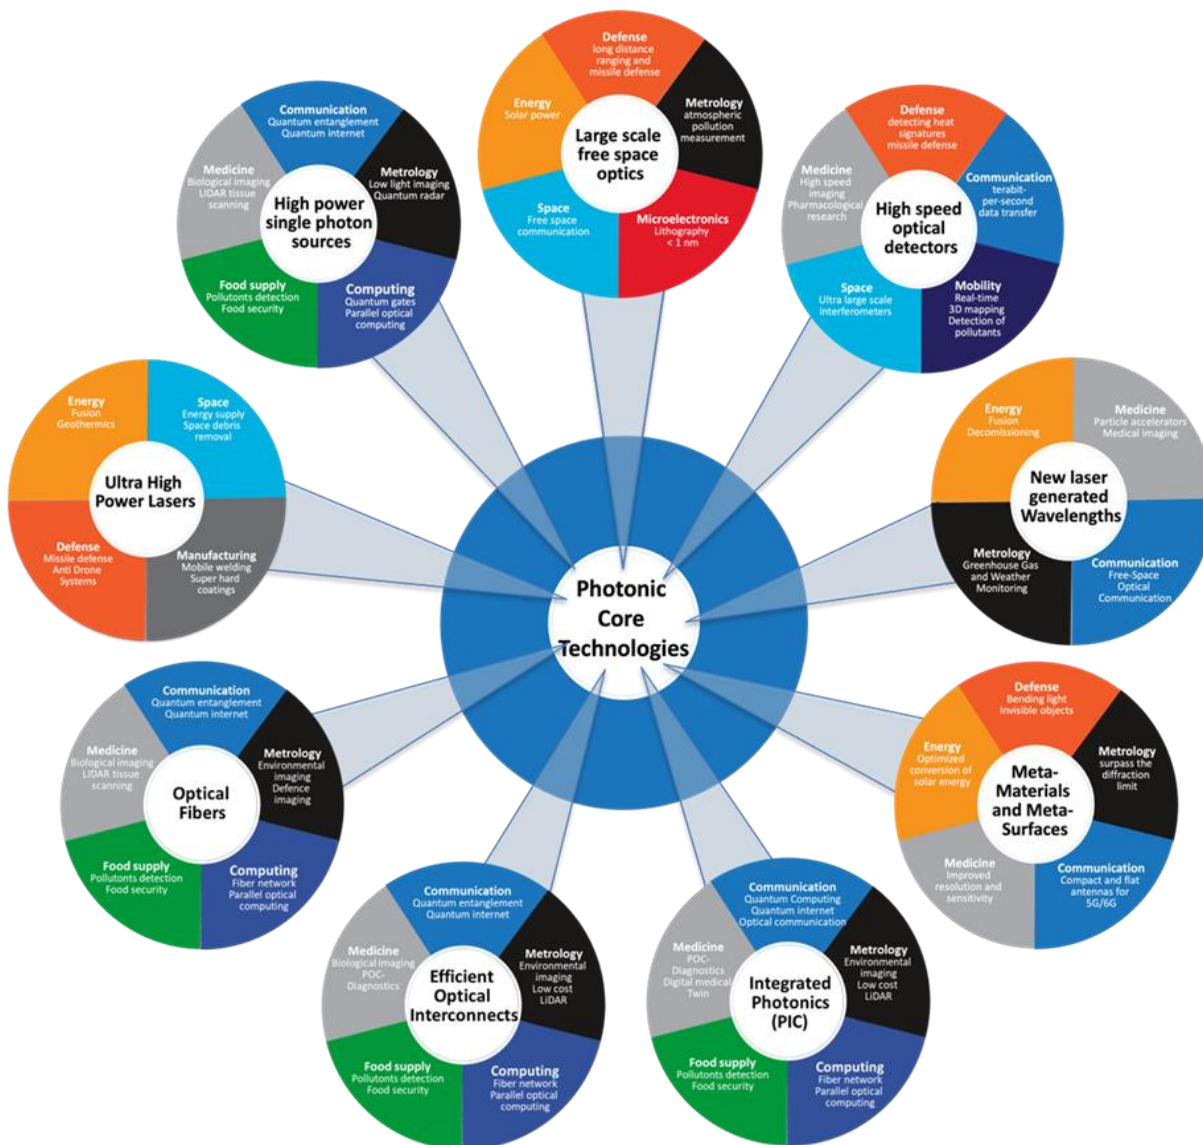 Photonic
Core
Technologies
Defense
long distance
ranging and
missile defense
Energy
Solar power
Metrology
atmospheric
pollution
measurement
Large scale
free space
optics
Space
Free space
communication
Microelectronics
Lithography
< 1 nm
Defense
detecting heat
signatures
missile defense
Medicine
High speed
imaging
Pharmacological
research
Communication
terabit-
per-second
data transfer
High speed
optical
detectors
Space
Ultra large scale
interferometers
Mobility
Real-time
3D mapping
Detection of
pollutants
Energy
Fusion
Decomissioning
Medicine
Particle accelerators
Medical imaging
New laser
generated
Wavelengths
Metrology
Greenhouse Gas
and Weather
Monitoring
Communication
Free-Space
Optical
Communication
Defense
Bending light
Invisible objects
Energy
Optimized
conversion of
solar energy
Metrology
surpass the
diffraction
limit
Meta-
Materials
and Meta-
Surfaces
Medicine
Improved
resolution and
sensitivity
Communication
Compact and flat
antennas for
5G/6G
Communication
Quantum Computing
Quantum internet
Optical communication
Medicine
POC-
Diagnostics
Digital medical
Twin
Metrology
Environmental
imaging
Low cost
LiDAR
Integrated
Photonics
(PIC)
Food supply
Pollutonts detection
Food security
Computing
Fiber network
Parallel optical
computing
Communication
Quantum entanglement
Quantum internet
Medicine
Biological imaging
POC-
Diagnostics
Metrology
Environmental
imaging
Low cost
LiDAR
Efficient
Optical
Interconnects
Food supply
Pollutonts detection
Food security
Computing
Fiber network
Parallel optical
computing
Communication
Quantum entanglement
Quantum internet
Medicine
Biological imaging
LIDAR tissue
scanning
Metrology
Environmental
imaging
Defence
imaging
Optical
Fibers
Food supply
Pollutonts detection
Food security
Computing
Fiber network
Parallel optical
computing
Energy
Fusion
Geothermics
Space
Energy supply
Space debris
removal
Ultra High
Power Lasers
Defense
Missile defense
Anti Drone
Systems
Manufacturing
Mobile welding
Super hard
coatings
Communication
Quantum entanglement
Quantum internet
Medicine
Biological imaging
LIDAR tissue
scanning
Metrology
Low light imaging
Quantum radar
High power
single photon
sources
Food supply
Pollutonts detection
Food security
Computing
Quantum gates
Parallel optical
computing